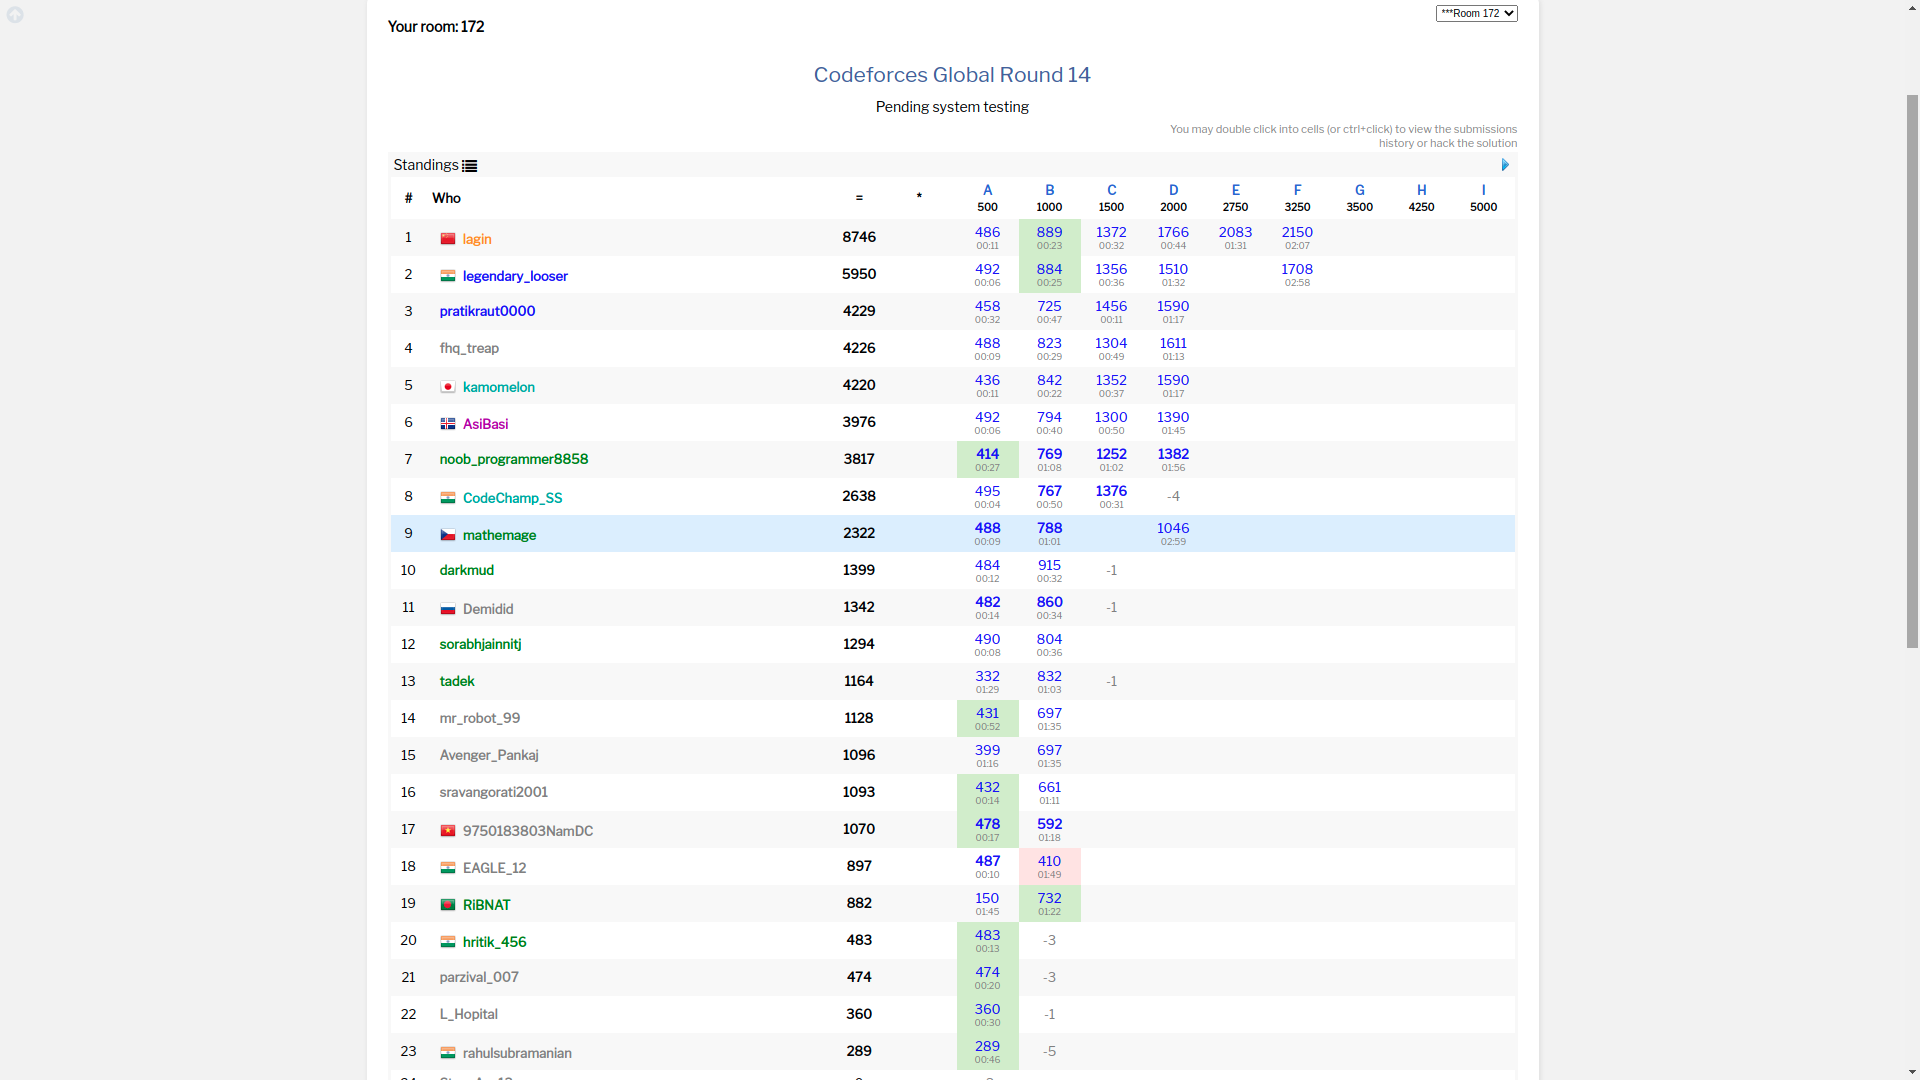 Your room: 172
***Room 172
Codeforces Global Round 14
Pending system testing
You may double click into cells (or ctrl+click) to view the submissions
history or hack the solution
Standings
# Who = * A B C D E F G H I
500 1000 1500 2000 2750 3250 3500 4250 5000
1 lagin 8746 486 889 1372 1766 2083 2150
00:11 00:23 00:32 00:44 01:31 02:07
2 legendary_looser 5950 492 884 1356 1510 1708
00:06 00:25 00:36 01:32 02:58
3 pratikraut0000 4229 458 725 1456 1590
00:32 00:47 00:11 01:17
4 fhq_treap 4226 488 823 1304 1611
00:09 00:29 00:49 01:13
5 kamomelon 4220 436 842 1352 1590
00:11 00:22 00:37 01:17
6 AsiBasi 3976 492 794 1300 1390
00:06 00:40 00:50 01:45
7 noob_programmer8858 3817 414 769 1252 1382
00:27 01:08 01:02 01:56
8 CodeChamp_SS 2638 495 767 1376 -4
00:04 00:50 00:31
9 mathemage 2322 488 788 1046
00:09 01:01 02:59
10 darkmud 1399 484 915 -1
00:12 00:32
11 Demidid 1342 482 860 -1
00:14 00:34
12 sorabhjainnitj 1294 490 804
00:08 00:36
13 tadek 1164 332 832 -1
01:29 01:03
14 mr_robot_99 1128 431 697
00:52 01:35
15 Avenger_Pankaj 1096 399 697
01:16 01:35
16 sravangorati2001 1093 432 661
00:14 01:11
17 9750183803NamDC 1070 478 592
00:17 01:18
18 EAGLE_12 897 487 410
00:10 01:49
19 RiBNAT 882 150 732
01:45 01:22
20 hritik_456 483 483 -3
00:13
21 parzival_007 474 474 -3
00:20
22 L_Hopital 360 360 -1
00:30
23 rahulsubramanian 289 289 -5
00:46